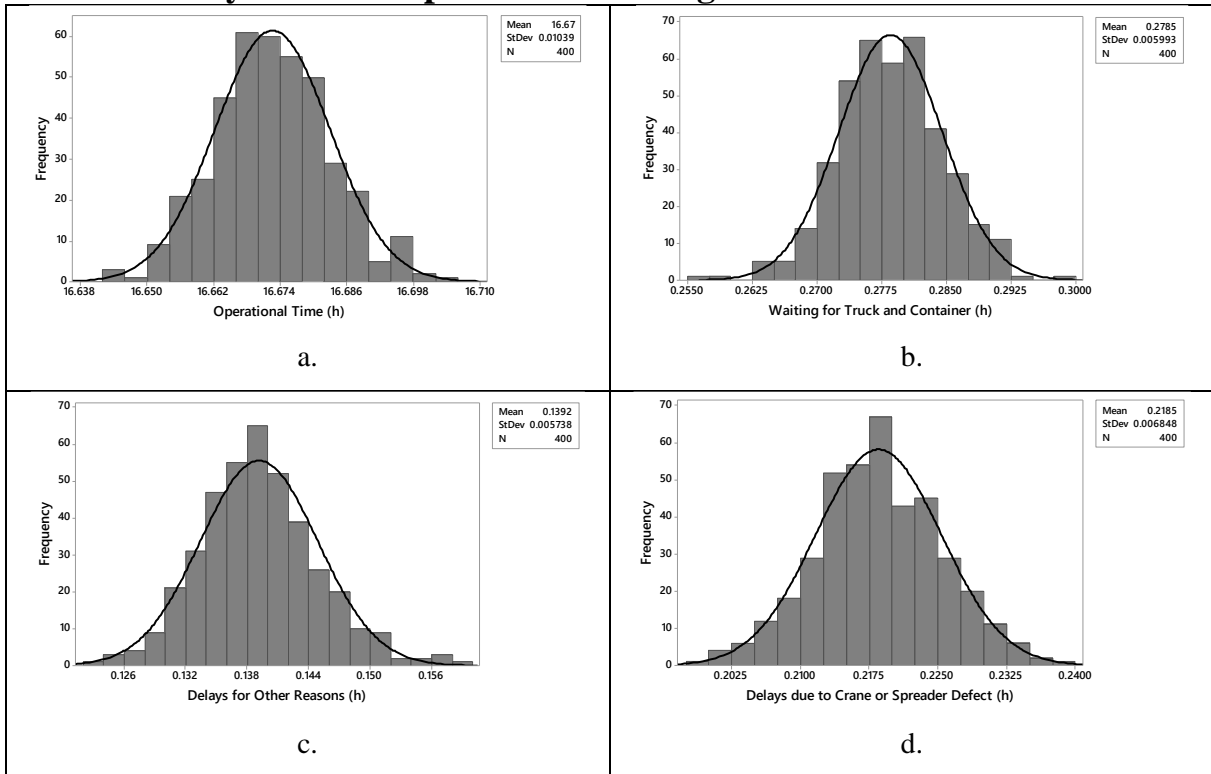 60
50
40
30
20
10
0
Frequency
16.638 16.650 16.662 16.674 16.686 16.698 16.710
Operational Time (h)
Mean 16.67
StDev 0.01039
N 400
a.
70
60
50
40
30
20
10
0
Frequency
0.2550 0.2625 0.2700 0.2775 0.2850 0.2925 0.3000
Waiting for Truck and Container (h)
Mean 0.2785
StDev 0.005993
N 400
b.
70
60
50
40
30
20
10
0
Frequency
0.126 0.132 0.138 0.144 0.150 0.156
Delays for Other Reasons (h)
Mean 0.1392
StDev 0.005738
N 400
c.
70
60
50
40
30
20
10
0
Frequency
0.2025 0.2100 0.2175 0.2250 0.2325 0.2400
Delays due to Crane or Spreader Defect (h)
Mean 0.2185
StDev 0.006848
N 400
d.